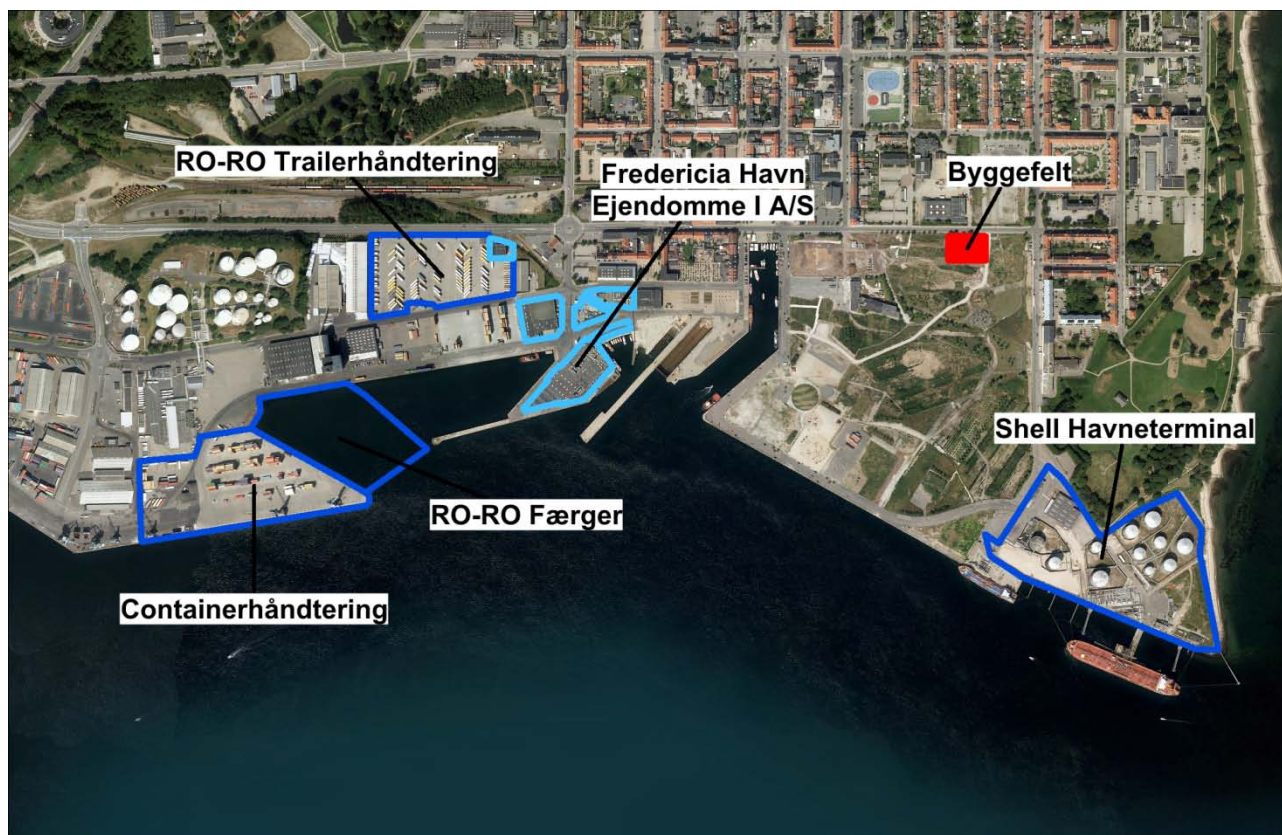 RO-RO Trailerhåndtering
Fredericia Havn
Ejendomme I A/S
Byggefelt
Shell Havneterminal
RO-RO Færger
Containerhåndtering